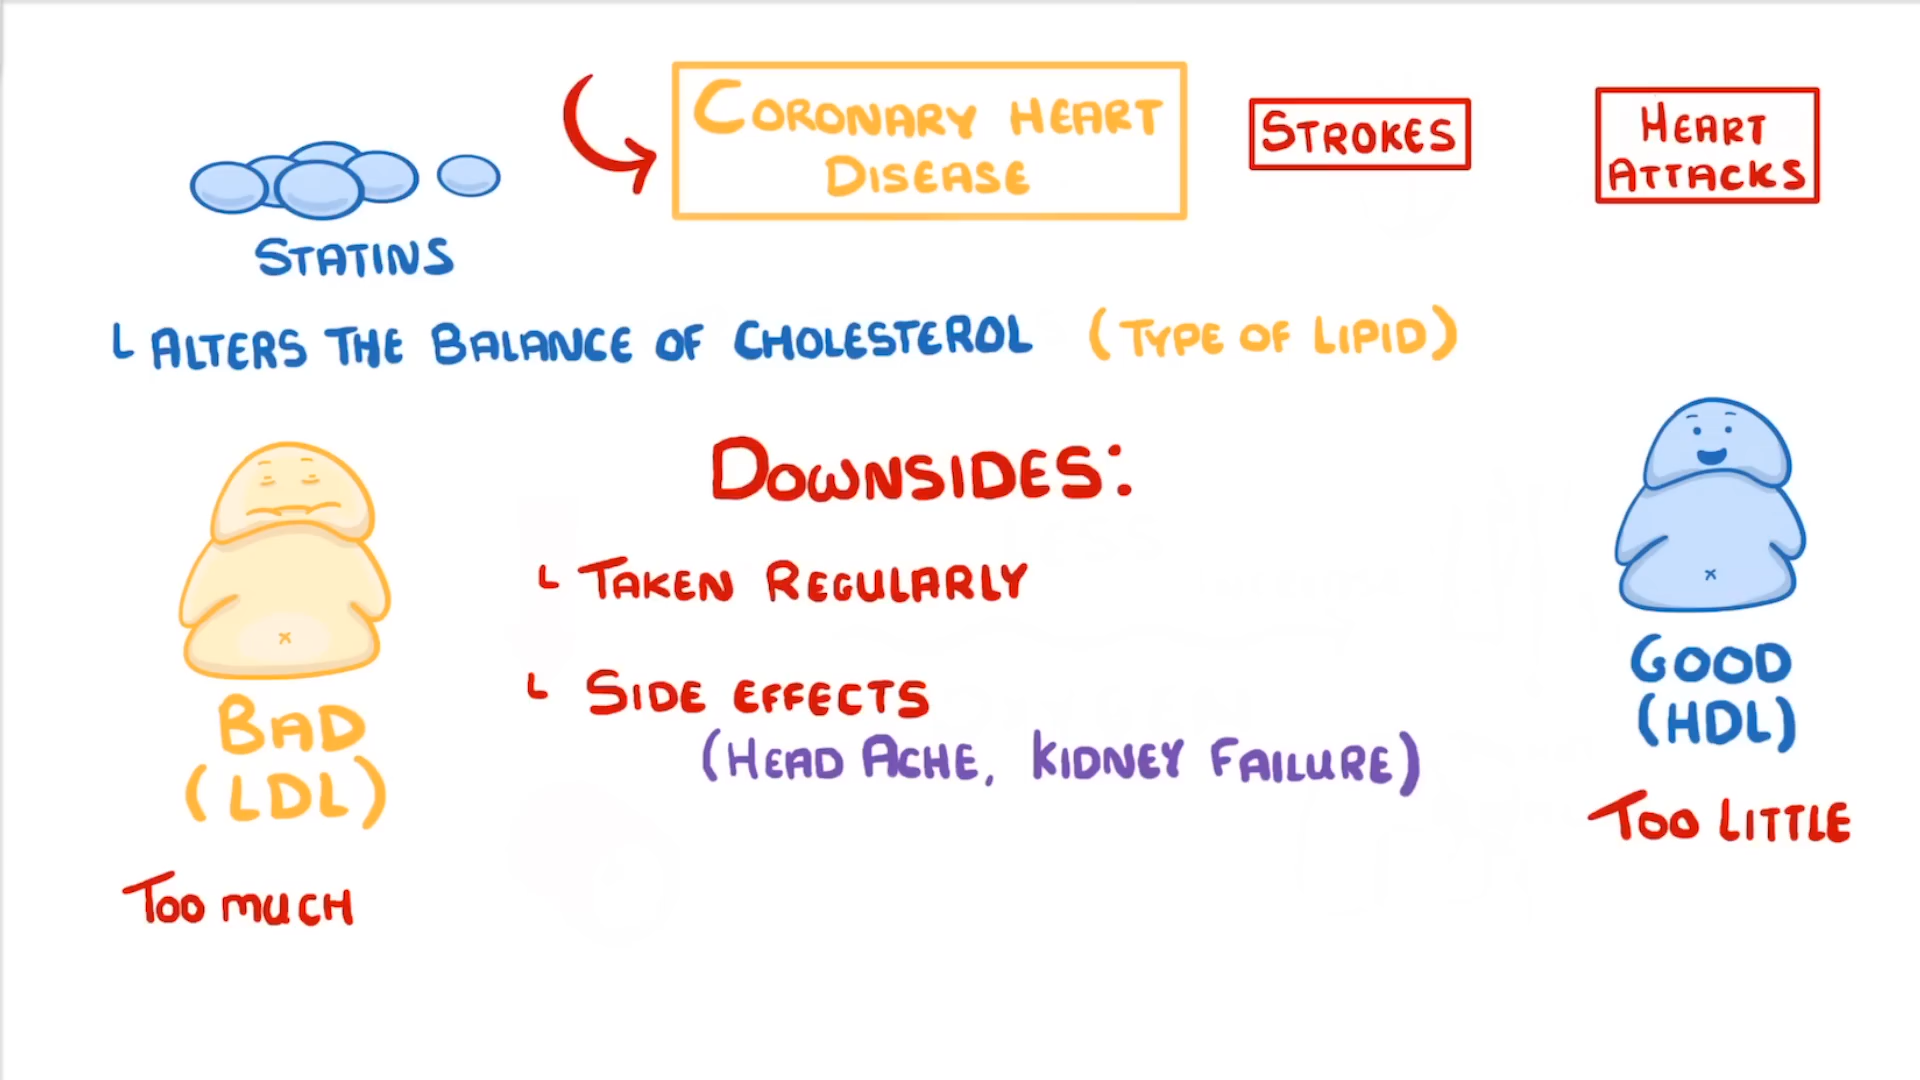 CORONARY HEART
DISEASE
STROKES
HEART
ATTACKS
STATINS
ALTERS THE BALANCE OF CHOLESTEROL (TYPE OF LIPID)
DOWNSIDES:
TAKEN REGULARLY
SIDE EFFECTS
(HEAD ACHE, KIDNEY FAILURE)
BAD
(LDL)
TOO MUCH
GOOD
(HDL)
TOO LITTLE